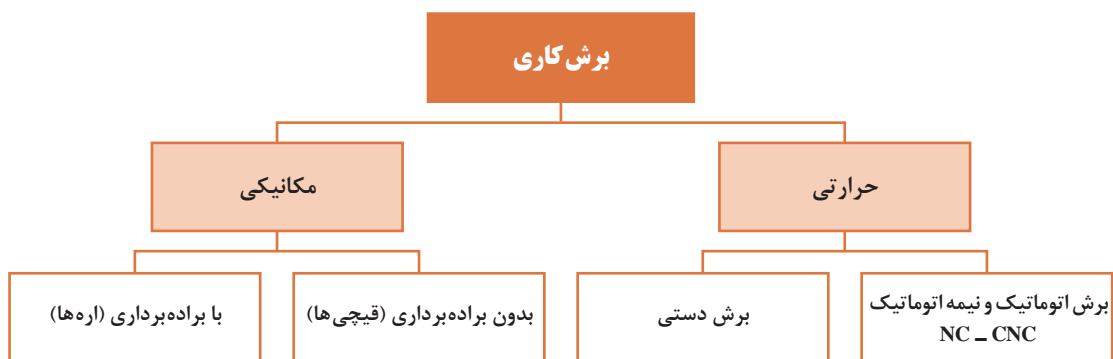 برش‌کاری
حرارتی
مکانیکی
برش اتوماتیک و نیمه اتوماتیک
NC – CNC
برش دستی
بدون براده‌برداری (قیچی‌ها)
با براده‌برداری (اره‌ها)